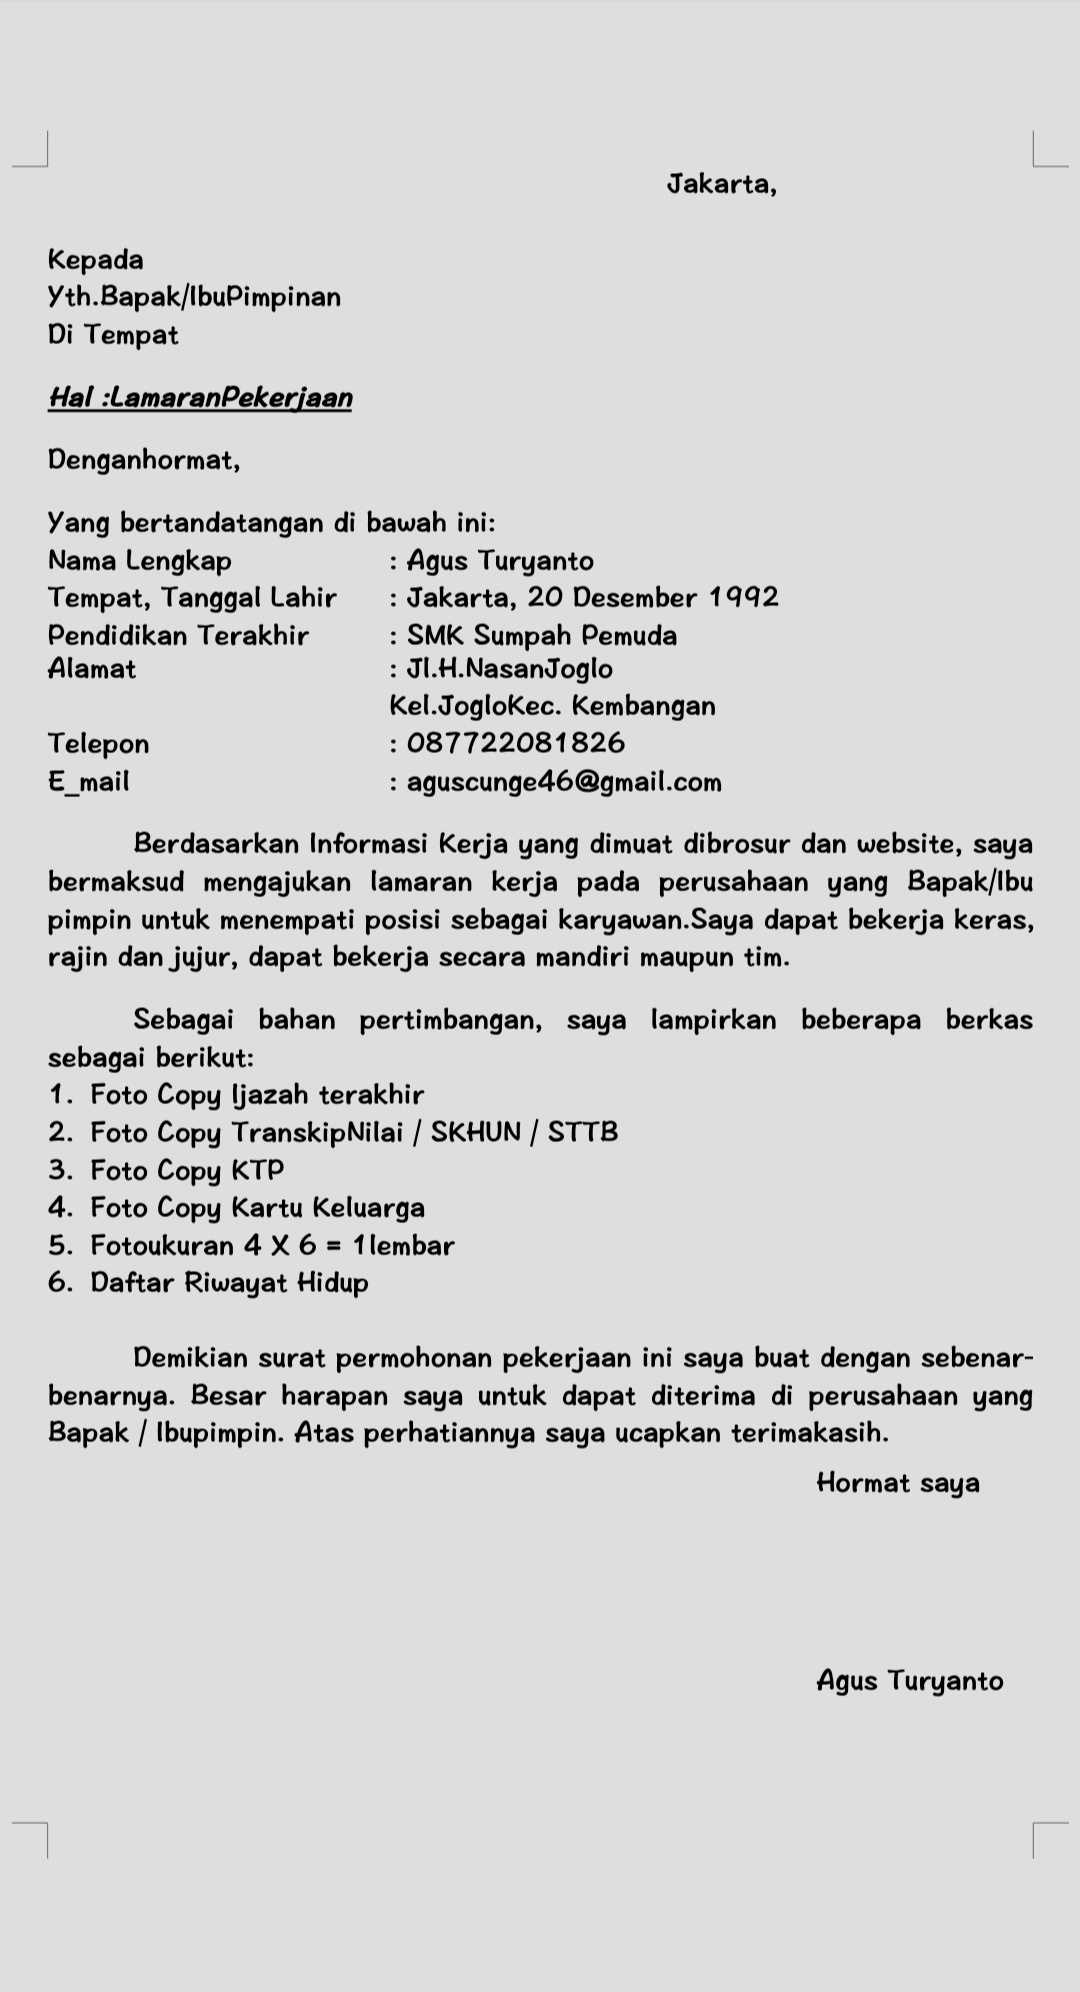 Jakarta,
Kepada
Yth.Bapak/IbuPimpinan
Di Tempat
Hal :LamaranPekerjaan
Denganhormat,
Yang bertandatangan di bawah ini:
Nama Lengkap : Agus Turyanto
Tempat, Tanggal Lahir : Jakarta, 20 Desember 1992
Pendidikan Terakhir : SMK Sumpah Pemuda
Alamat : Jl.H.NasanJoglo
Kel.JogloKec. Kembangan
Telepon : 087722081826
E_mail : aguscunge46@gmail.com
Berdasarkan Informasi Kerja yang dimuat dibrosur dan website, saya
bermaksud mengajukan lamaran kerja pada perusahaan yang Bapak/Ibu
pimpin untuk menempati posisi sebagai karyawan.Saya dapat bekerja keras,
rajin dan jujur, dapat bekerja secara mandiri maupun tim.
Sebagai bahan pertimbangan, saya lampirkan beberapa berkas
sebagai berikut:
1. Foto Copy Ijazah terakhir
2. Foto Copy TranskipNilai / SKHUN / STTB
3. Foto Copy KTP
4. Foto Copy Kartu Keluarga
5. Fotoukuran 4 X 6 = 1lembar
6. Daftar Riwayat Hidup
Demikian surat permohonan pekerjaan ini saya buat dengan sebenar-
benarnya. Besar harapan saya untuk dapat diterima di perusahaan yang
Bapak / Ibupimpin. Atas perhatiannya saya ucapkan terimakasih.
Hormat saya
Agus Turyanto